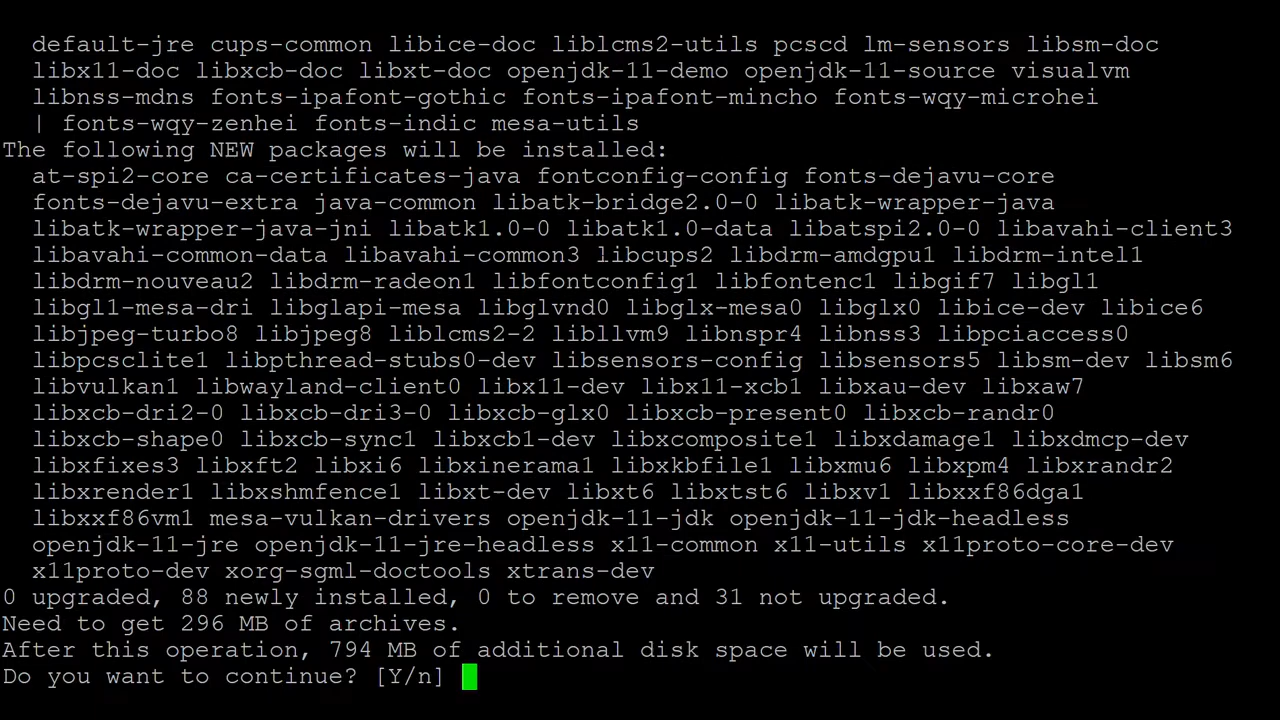 default-jre cups-common libice-doc liblcms2-utils pcscd lm-sensors libsm-doc
libx11-doc libxcb-doc libxt-doc openjdk-11-demo openjdk-11-source visualvm
libnss-mdns fonts-ipafont-gothic fonts-ipafont-mincho fonts-wqy-microhei
| fonts-wqy-zenhei fonts-indic mesa-utils
The following NEW packages will be installed:
at-spi2-core ca-certificates-java fontconfig-config fonts-dejavu-core
fonts-dejavu-extra java-common libatk-bridge2.0-0 libatk-wrapper-java
libatk-wrapper-java-jni libatk1.0-0 libatk1.0-data libatspi2.0-0 libavahi-client3
libavahi-common-data libavahi-common3 libcups2 libdrm-amdgpu1 libdrm-intel1
libdrm-nouveau2 libdrm-radeon1 libfontconfig1 libfontenc1 libgif7 libgl1
libgl1-mesa-dri libglapi-mesa libglvnd0 libglx-mesa0 libglx0 libice-dev libice6
libjpeg-turbo8 libjpeg8 liblcms2-2 libllvm9 libnspr4 libnss3 libpciaccess0
libpcsclite1 libpthread-stubs0-dev libsensors-config libsensors5 libsm-dev libsm6
libvulkan1 libwayland-client0 libx11-dev libx11-xcb1 libxau-dev libxaw7
libxcb-dri2-0 libxcb-dri3-0 libxcb-glx0 libxcb-present0 libxcb-randr0
libxcb-shape0 libxcb-sync1 libxcb1-dev libxcomposite1 libxdamage1 libxdmcp-dev
libxfixes3 libxft2 libxi6 libxinerama1 libxkbfile1 libxmu6 libxpm4 libxrandr2
libxrender1 libxshmfence1 libxt-dev libxt6 libxtst6 libxv1 libxxf86dga1
libxxf86vm1 mesa-vulkan-drivers openjdk-11-jdk openjdk-11-jdk-headless
openjdk-11-jre openjdk-11-jre-headless x11-common x11-utils x11proto-core-dev
x11proto-dev xorg-sgml-doctools xtrans-dev
0 upgraded, 88 newly installed, 0 to remove and 31 not upgraded.
Need to get 296 MB of archives.
After this operation, 794 MB of additional disk space will be used.
Do you want to continue? [Y/n]